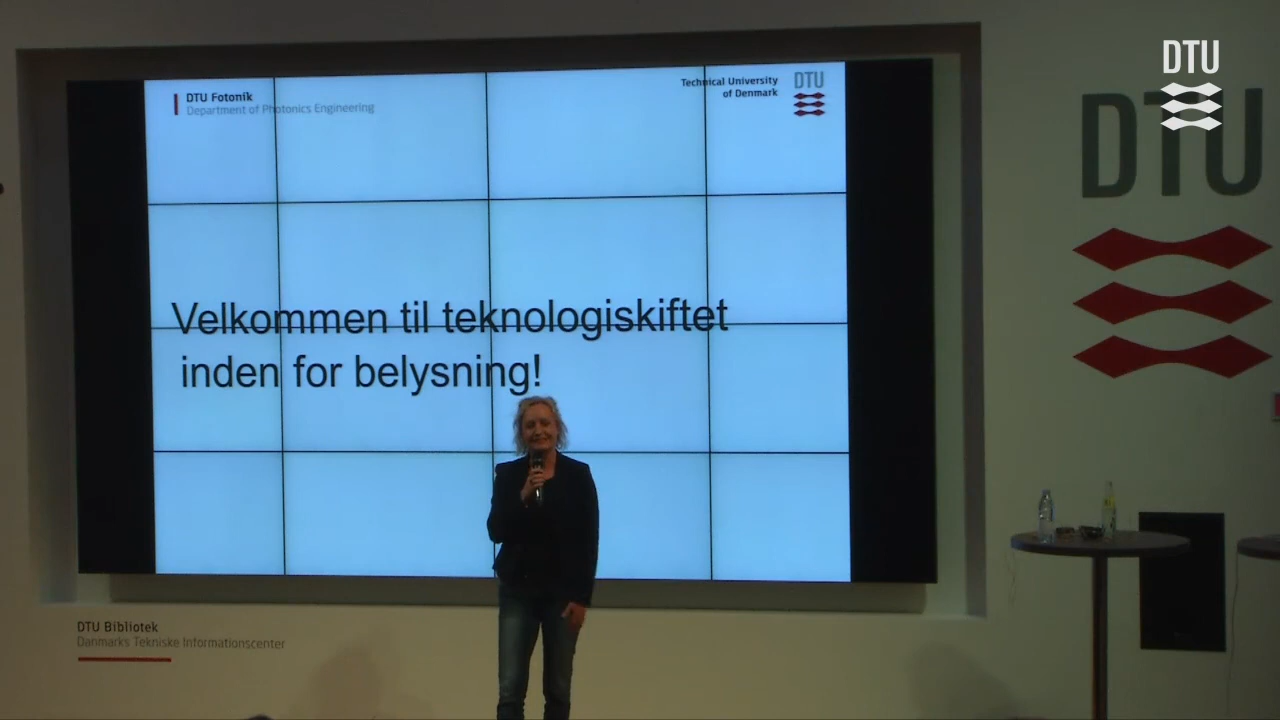 DTU Fotonik
Department of Photonics Engineering
Technical University
of Denmark
DTU
Velkommen til teknologiskiftet
inden for belysning!
DTU
DTU
DTU Bibliotek
Danmarks Tekniske Informationscenter